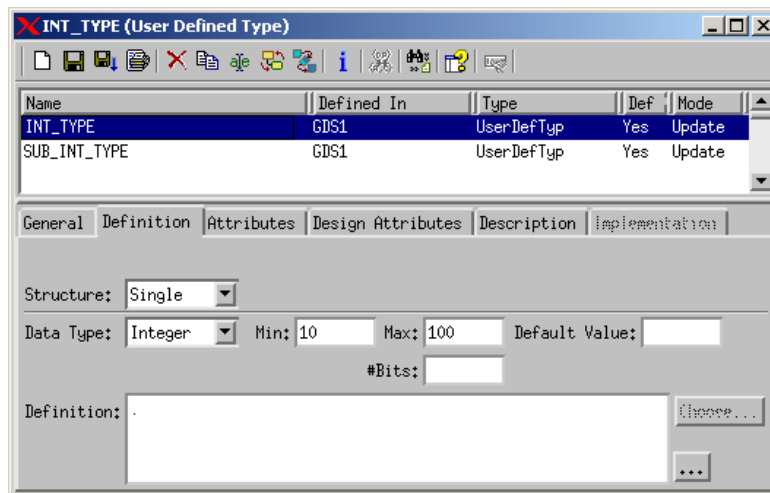 INT_TYPE (User Defined Type)
Name Defined In Type Def Mode
INT_TYPE GDS1 UserDefTyp Yes Update
SUB_INT_TYPE GDS1 UserDefTyp Yes Update
General Definition Attributes Design Attributes Description Implementation
Structure: Single
Data Type: Integer Min: 10 Max: 100 Default Value:
#Bits:
Definition: .
Choose...
...